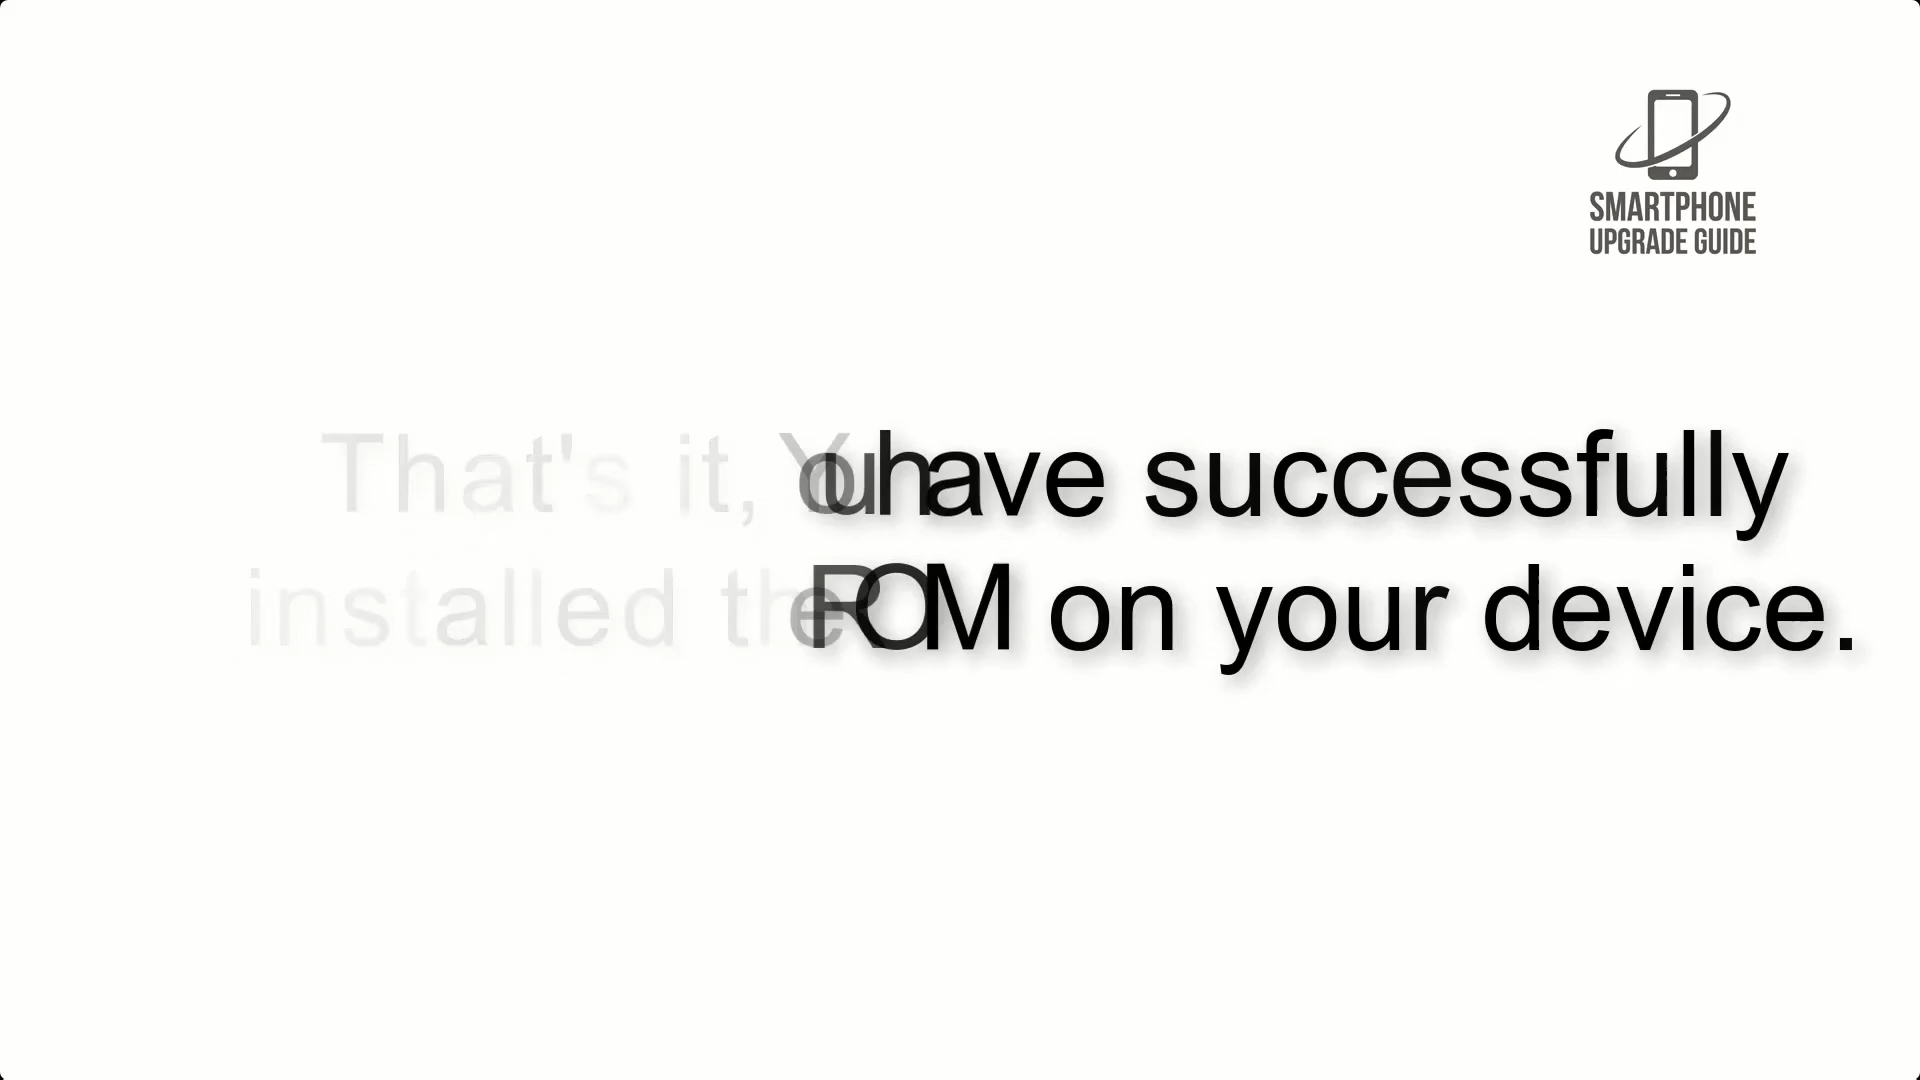 SMARTPHONE
UPGRADE GUIDE
That's it, You have successfully
installed the ROM on your device.